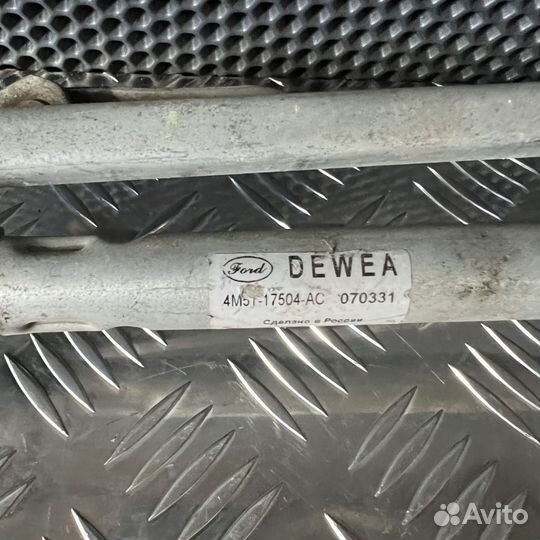 Ford DEWEA
4M51-17504-AC 070331
Сделано в России
Avito